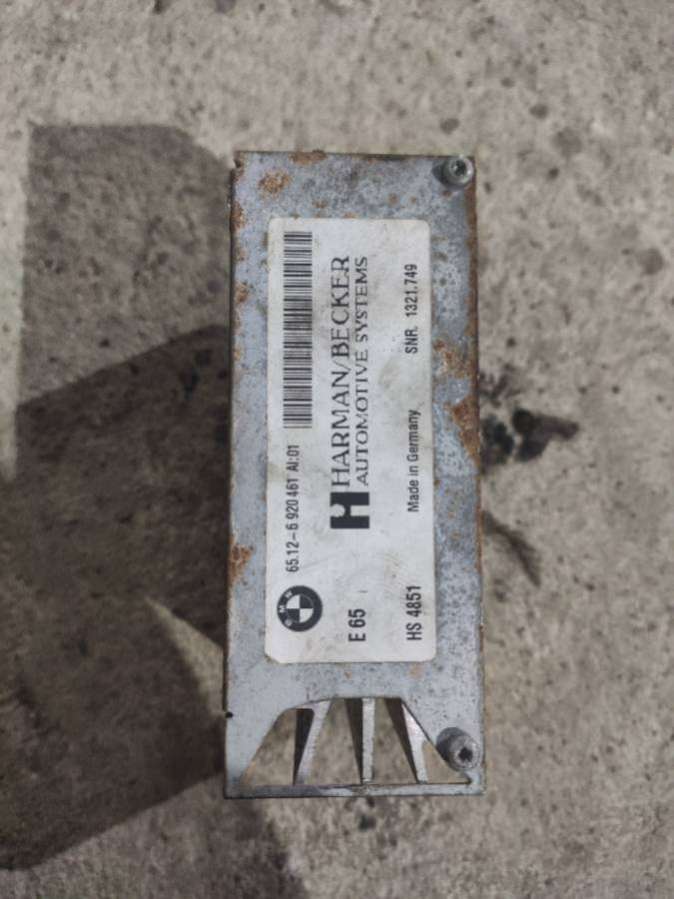 BMW
65.12-6 920 461 AI:01
E 65
HARMAN/BECKER
AUTOMOTIVE SYSTEMS
HS 4851 Made in Germany SNR. 1321.749